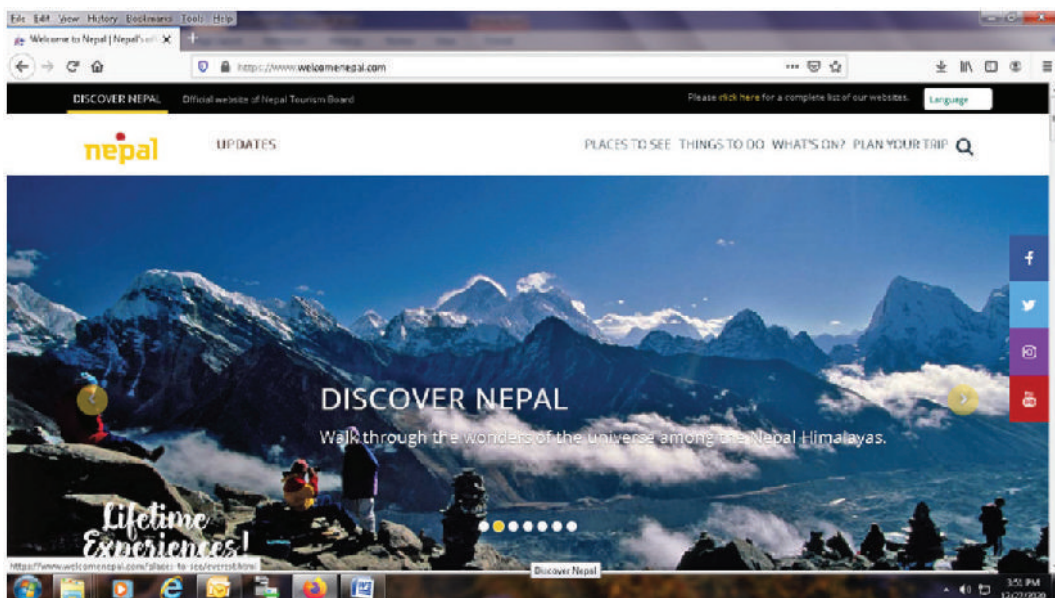 File Edit View History Bookmarks Tools Help
Welcome to Nepal | Nepal's
https://www.welcomenepal.com
DISCOVER NEPAL Official website of Nepal Tourism Board Please click here for a complete list of our websites. Language
nepal UPDATES PLACES TO SEE THINGS TO DO WHAT'S ON? PLAN YOUR TRIP
DISCOVER NEPAL
Walk through the wonders of the universe among the Nepal Himalayas.
Lifetime
Experiences!
https://www.welcomenepal.com/places-to-see/everest.html
Discover Nepal
3:51 PM
12/27/2020